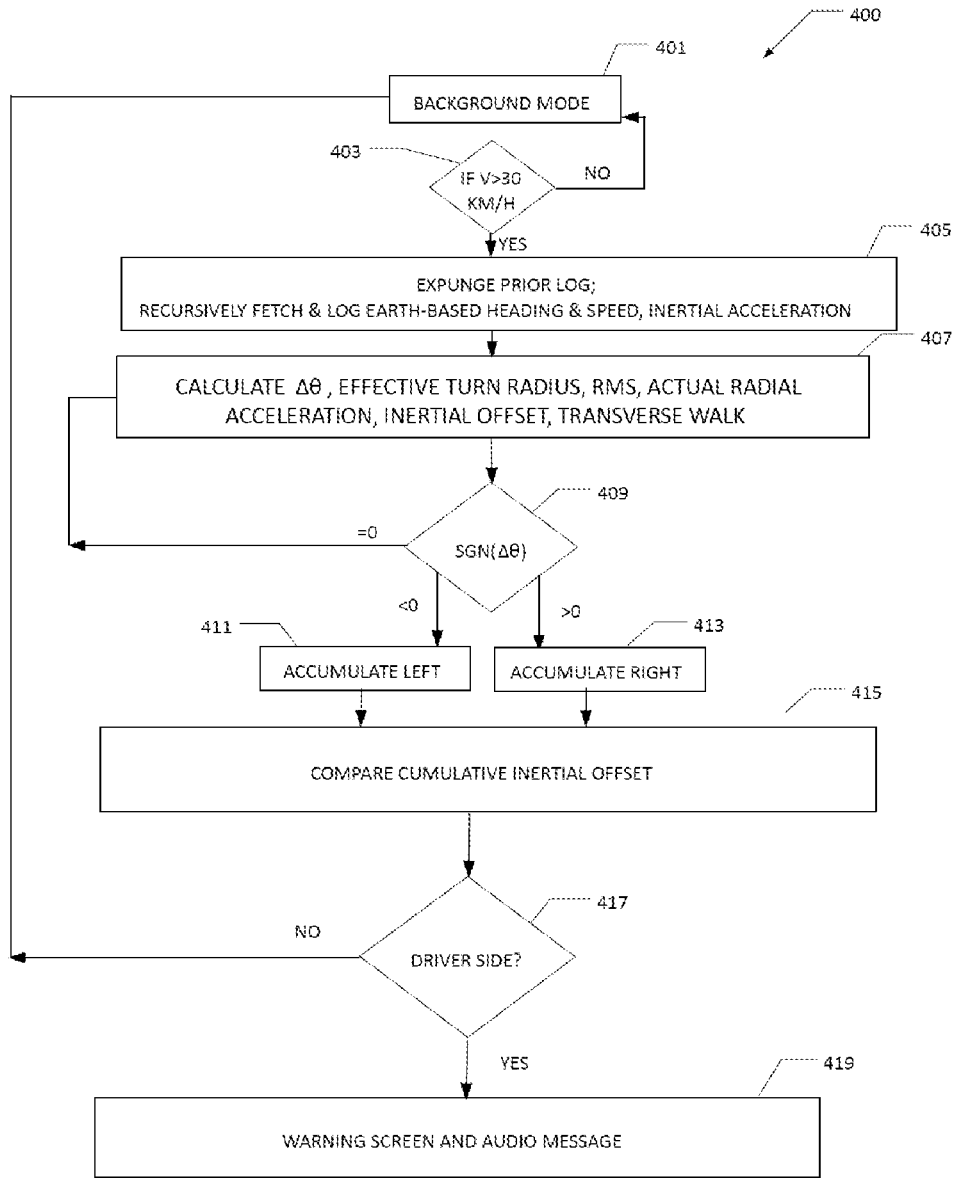 400
401
BACKGROUND MODE
403
IF V>30
KM/H
NO
YES
405
EXPUNGE PRIOR LOG;
RECURSIVELY FETCH & LOG EARTH-BASED HEADING & SPEED, INERTIAL ACCELERATION
407
CALCULATE Δθ , EFFECTIVE TURN RADIUS, RMS, ACTUAL RADIAL
ACCELERATION, INERTIAL OFFSET, TRANSVERSE WALK
409
=0
SGN(Δθ)
<0
>0
411
413
ACCUMULATE LEFT
ACCUMULATE RIGHT
415
COMPARE CUMULATIVE INERTIAL OFFSET
417
NO
DRIVER SIDE?
YES
419
WARNING SCREEN AND AUDIO MESSAGE